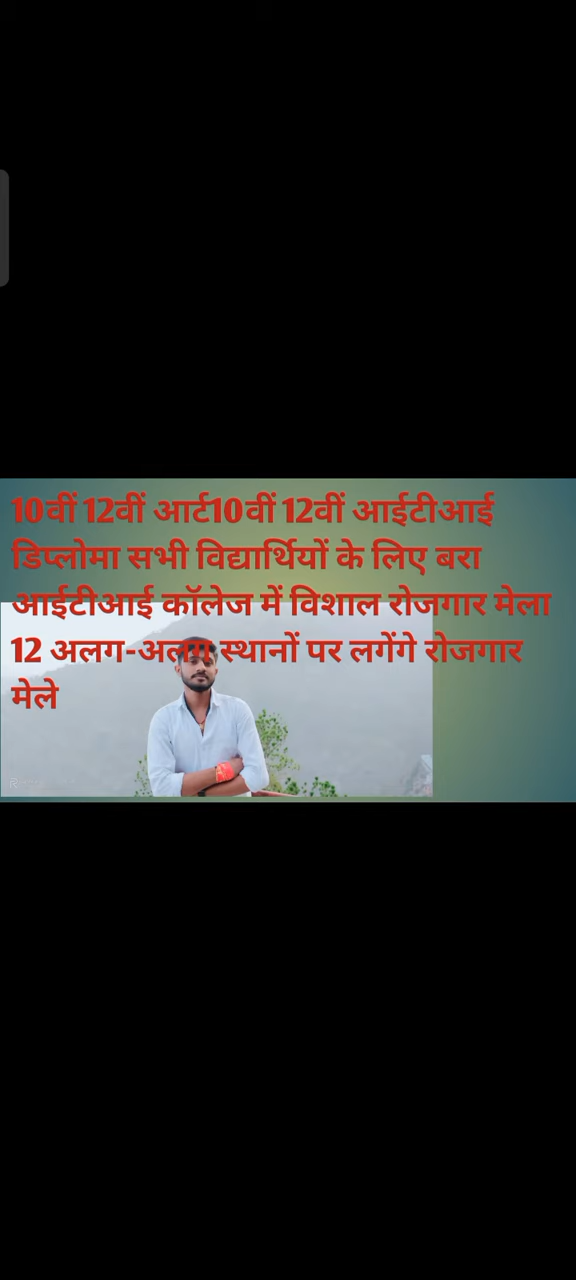 10वीं 12वीं आर्ट10वीं 12वीं आईटीआई
डिप्लोमा सभी विद्यार्थियों के लिए बरा
आईटीआई कॉलेज में विशाल रोजगार मेला
12 अलग-अलग स्थानों पर लगेंगे रोजगार
मेले